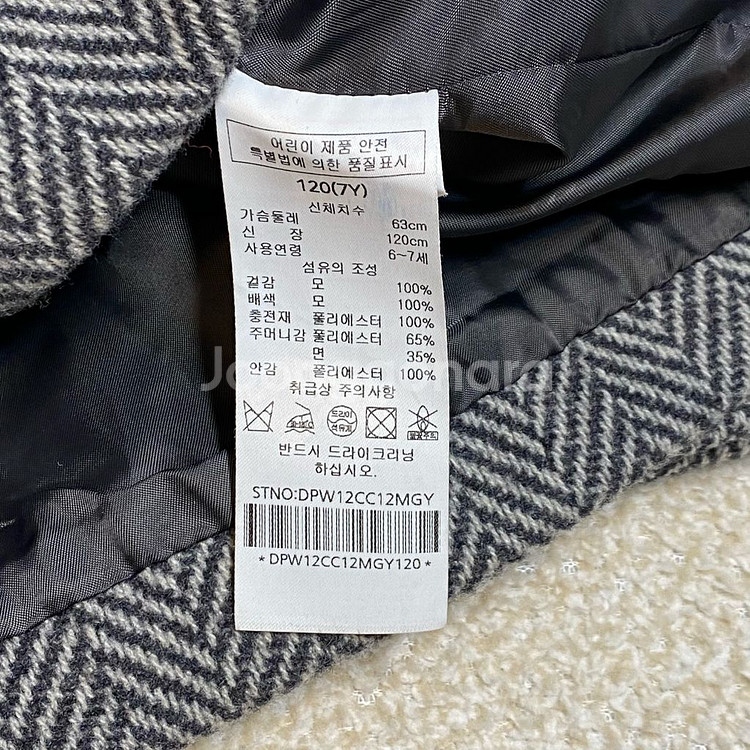 어린이 제품 안전
특별법에 의한 품질표시
120(7Y)
신체치수
가슴둘레 63cm
신 장 120cm
사용연령 6~7세
섬유의 조성
겉감 모 100%
배색 모 100%
충전재 폴리에스터 100%
주머니감 폴리에스터 65%
면 35%
안감 폴리에스터 100%
취급상 주의사항
드라이
석유계
반드시 드라이크리닝
하십시오.
STNO:DPW12CC12MGY
*DPW12CC12MGY120*